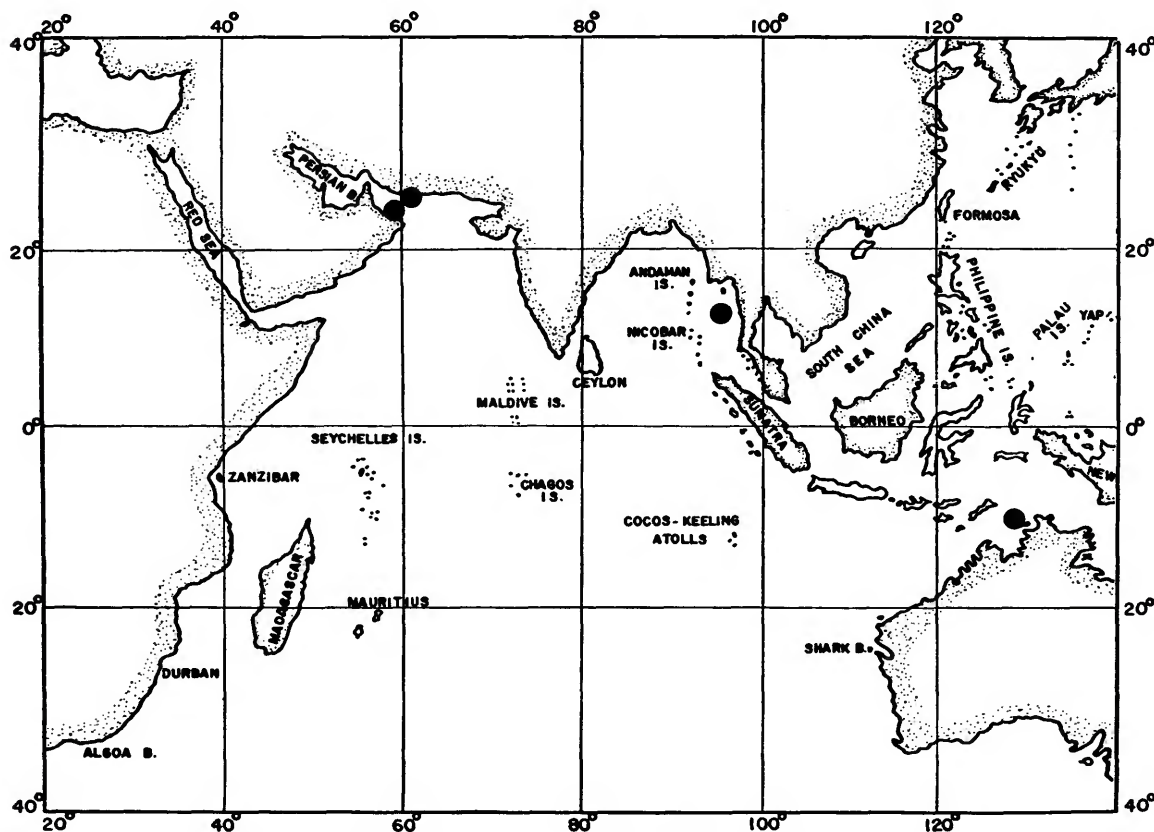 20° 40° 60° 80° 100° 120°
40° 40°
PERSIAN B.
RED SEA
RYUKYU
FORMOSA
20° 20°
ANDAMAN
IS.
PHILIPPINE IS.
NICOBAR
IS.
SOUTH CHINA
SEA
PALAU
IS.
YAP
CEYLON
MALDIVE IS.
SUMATRA
BORNEO
0° 0°
SEYCHELLES IS.
ZANZIBAR
CHAGOS
IS.
NEW
COCOS-KEELING
ATOLLS
MADAGASCAR
MAURITHUS
20° 20°
SHARK B.
DURBAN
ALGOA B.
40° 40°
20° 40° 60° 80° 100° 120°